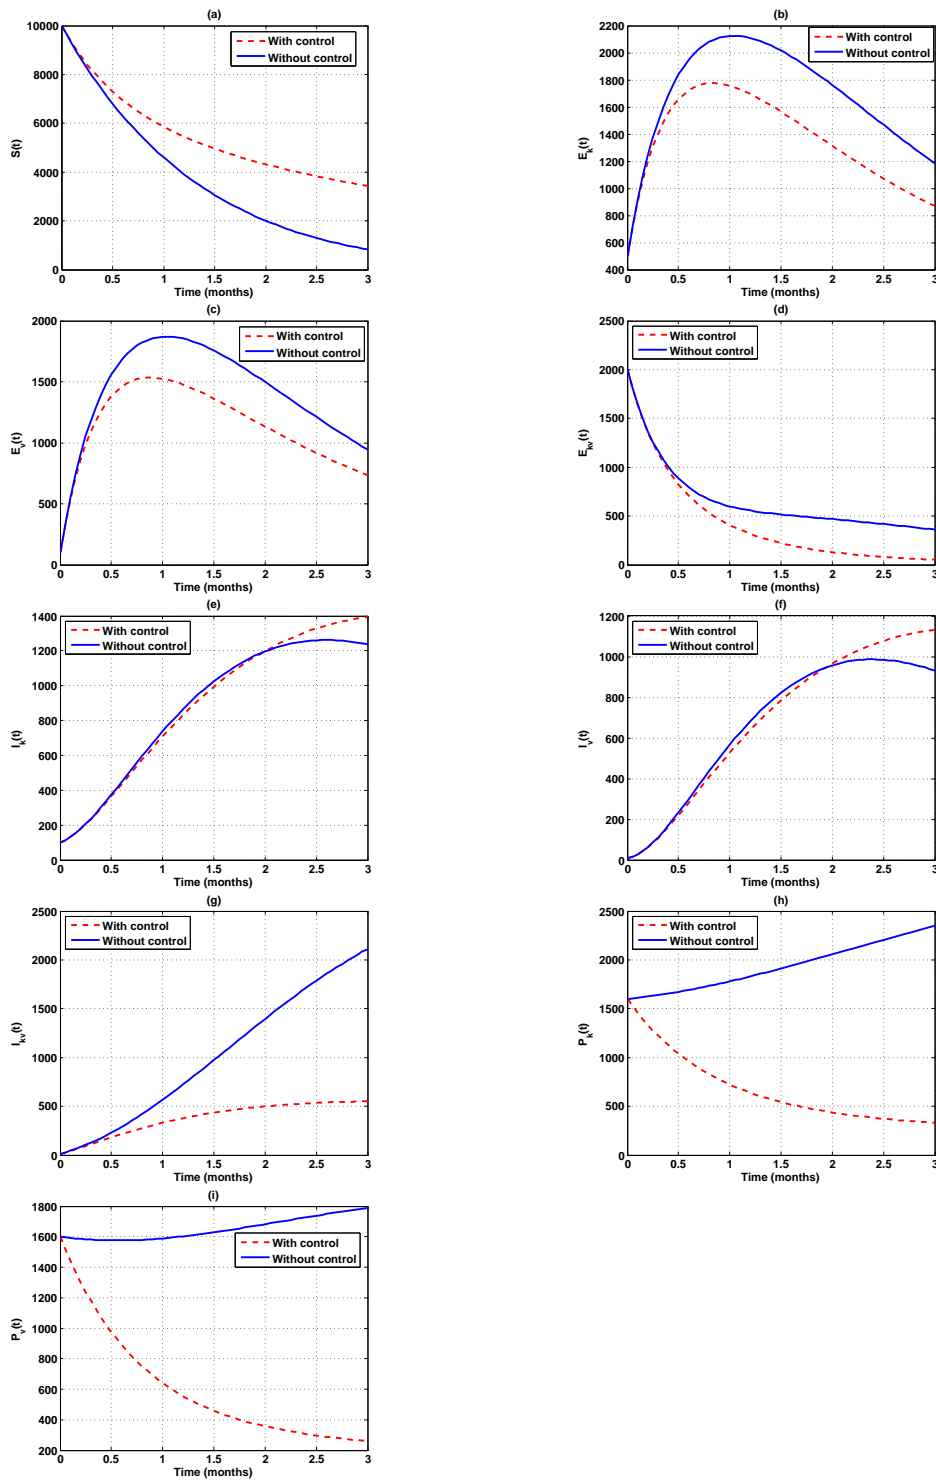 (a)
10000
8000
6000
4000
2000
0
S(t)
With control
Without control
0 0.5 1 1.5 2 2.5 3
Time (months)
(b)
2200
2000
1800
1600
1400
1200
1000
800
600
400
E_k(t)
With control
Without control
0 0.5 1 1.5 2 2.5 3
Time (months)
(c)
2000
1500
1000
500
0
E_v(t)
With control
Without control
0 0.5 1 1.5 2 2.5 3
Time (months)
(d)
2500
2000
1500
1000
500
0
E_kv(t)
With control
Without control
0 0.5 1 1.5 2 2.5 3
Time (months)
(e)
1400
1200
1000
800
600
400
200
0
I_k(t)
With control
Without control
0 0.5 1 1.5 2 2.5 3
Time (months)
(f)
1200
1000
800
600
400
200
0
I_v(t)
With control
Without control
0 0.5 1 1.5 2 2.5 3
Time (months)
(g)
2500
2000
1500
1000
500
0
I_kv(t)
With control
Without control
0 0.5 1 1.5 2 2.5 3
Time (months)
(h)
2500
2000
1500
1000
500
0
P_k(t)
With control
Without control
0 0.5 1 1.5 2 2.5 3
Time (months)
(i)
1800
1600
1400
1200
1000
800
600
400
200
P_v(t)
With control
Without control
0 0.5 1 1.5 2 2.5 3
Time (months)